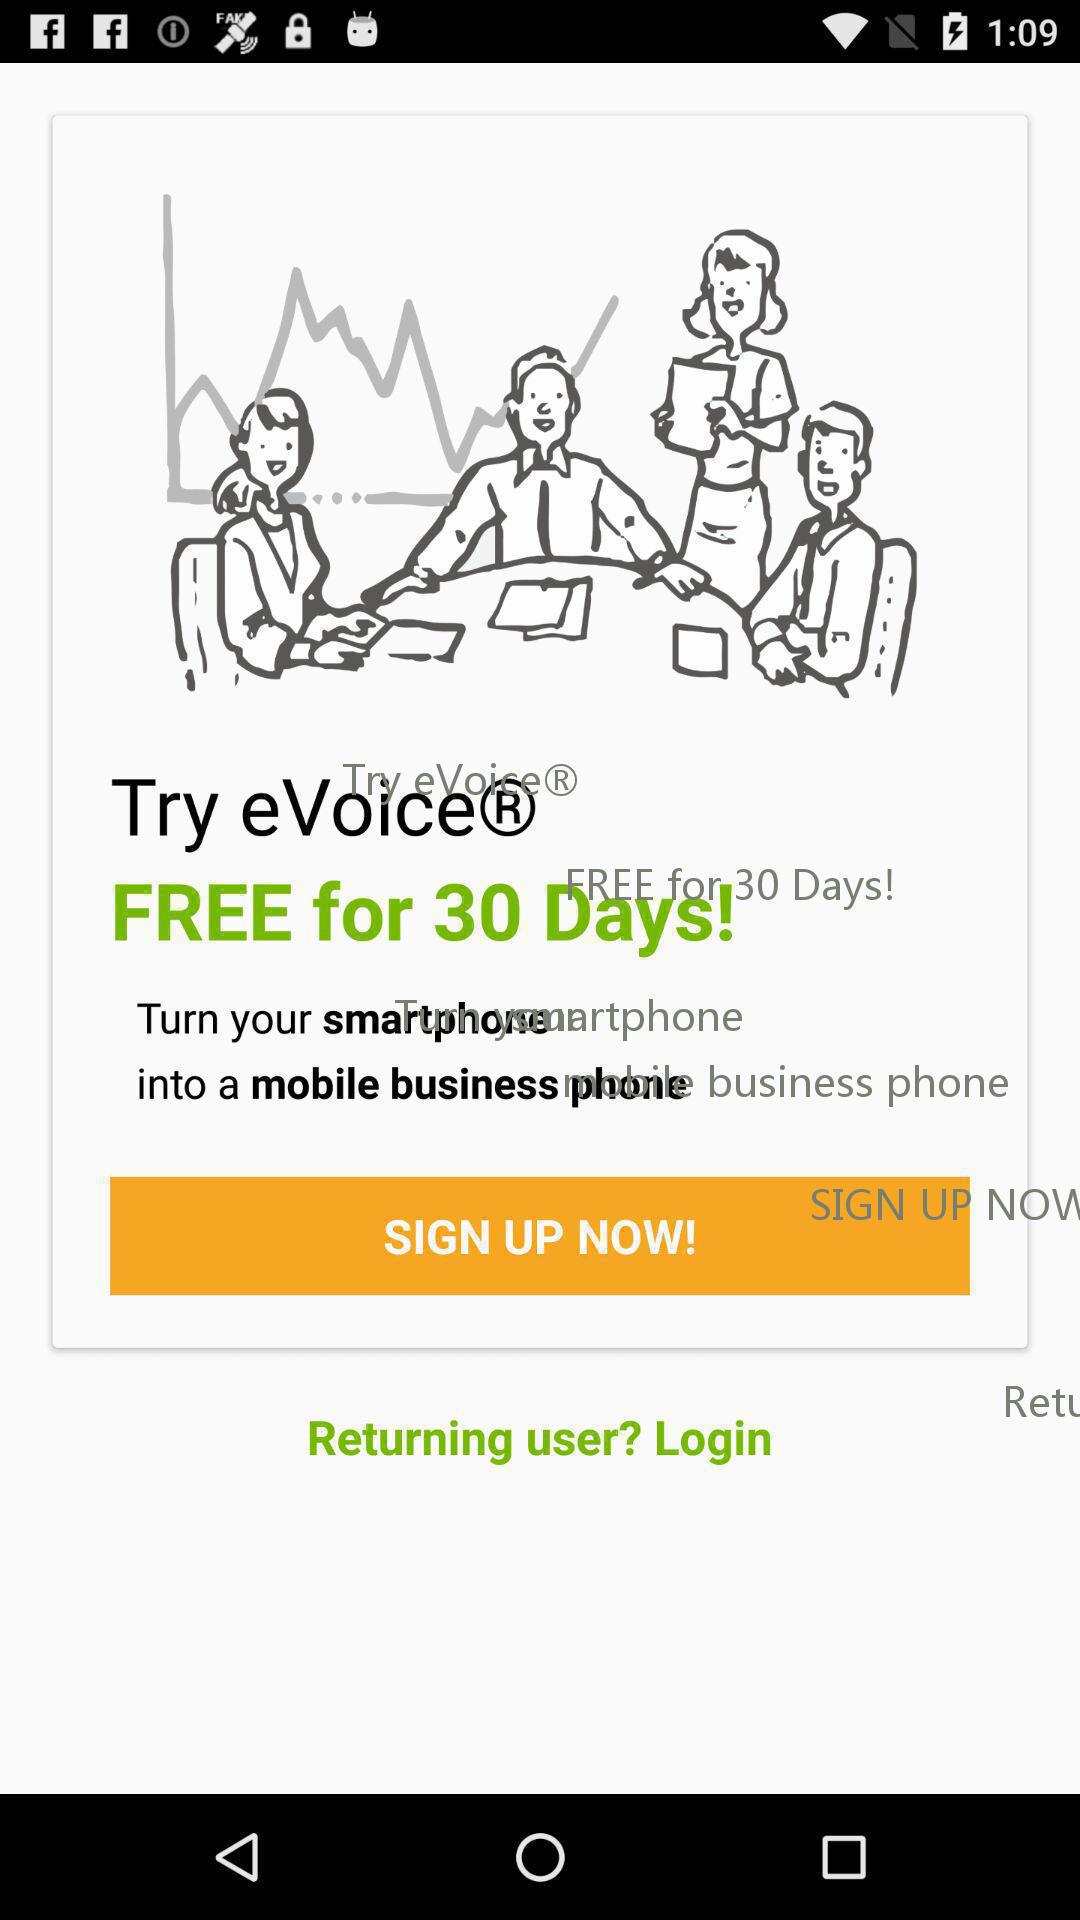 FAKE
1:09
Try eVoice®
Try eVoice®
FREE for 30 Days!
FREE for 30 Days!
Turn your smartphone
Turn your smartphone
into a mobile business phone
mobile business phone
SIGN UP NOW
SIGN UP NOW!
Retu
Returning user? Login